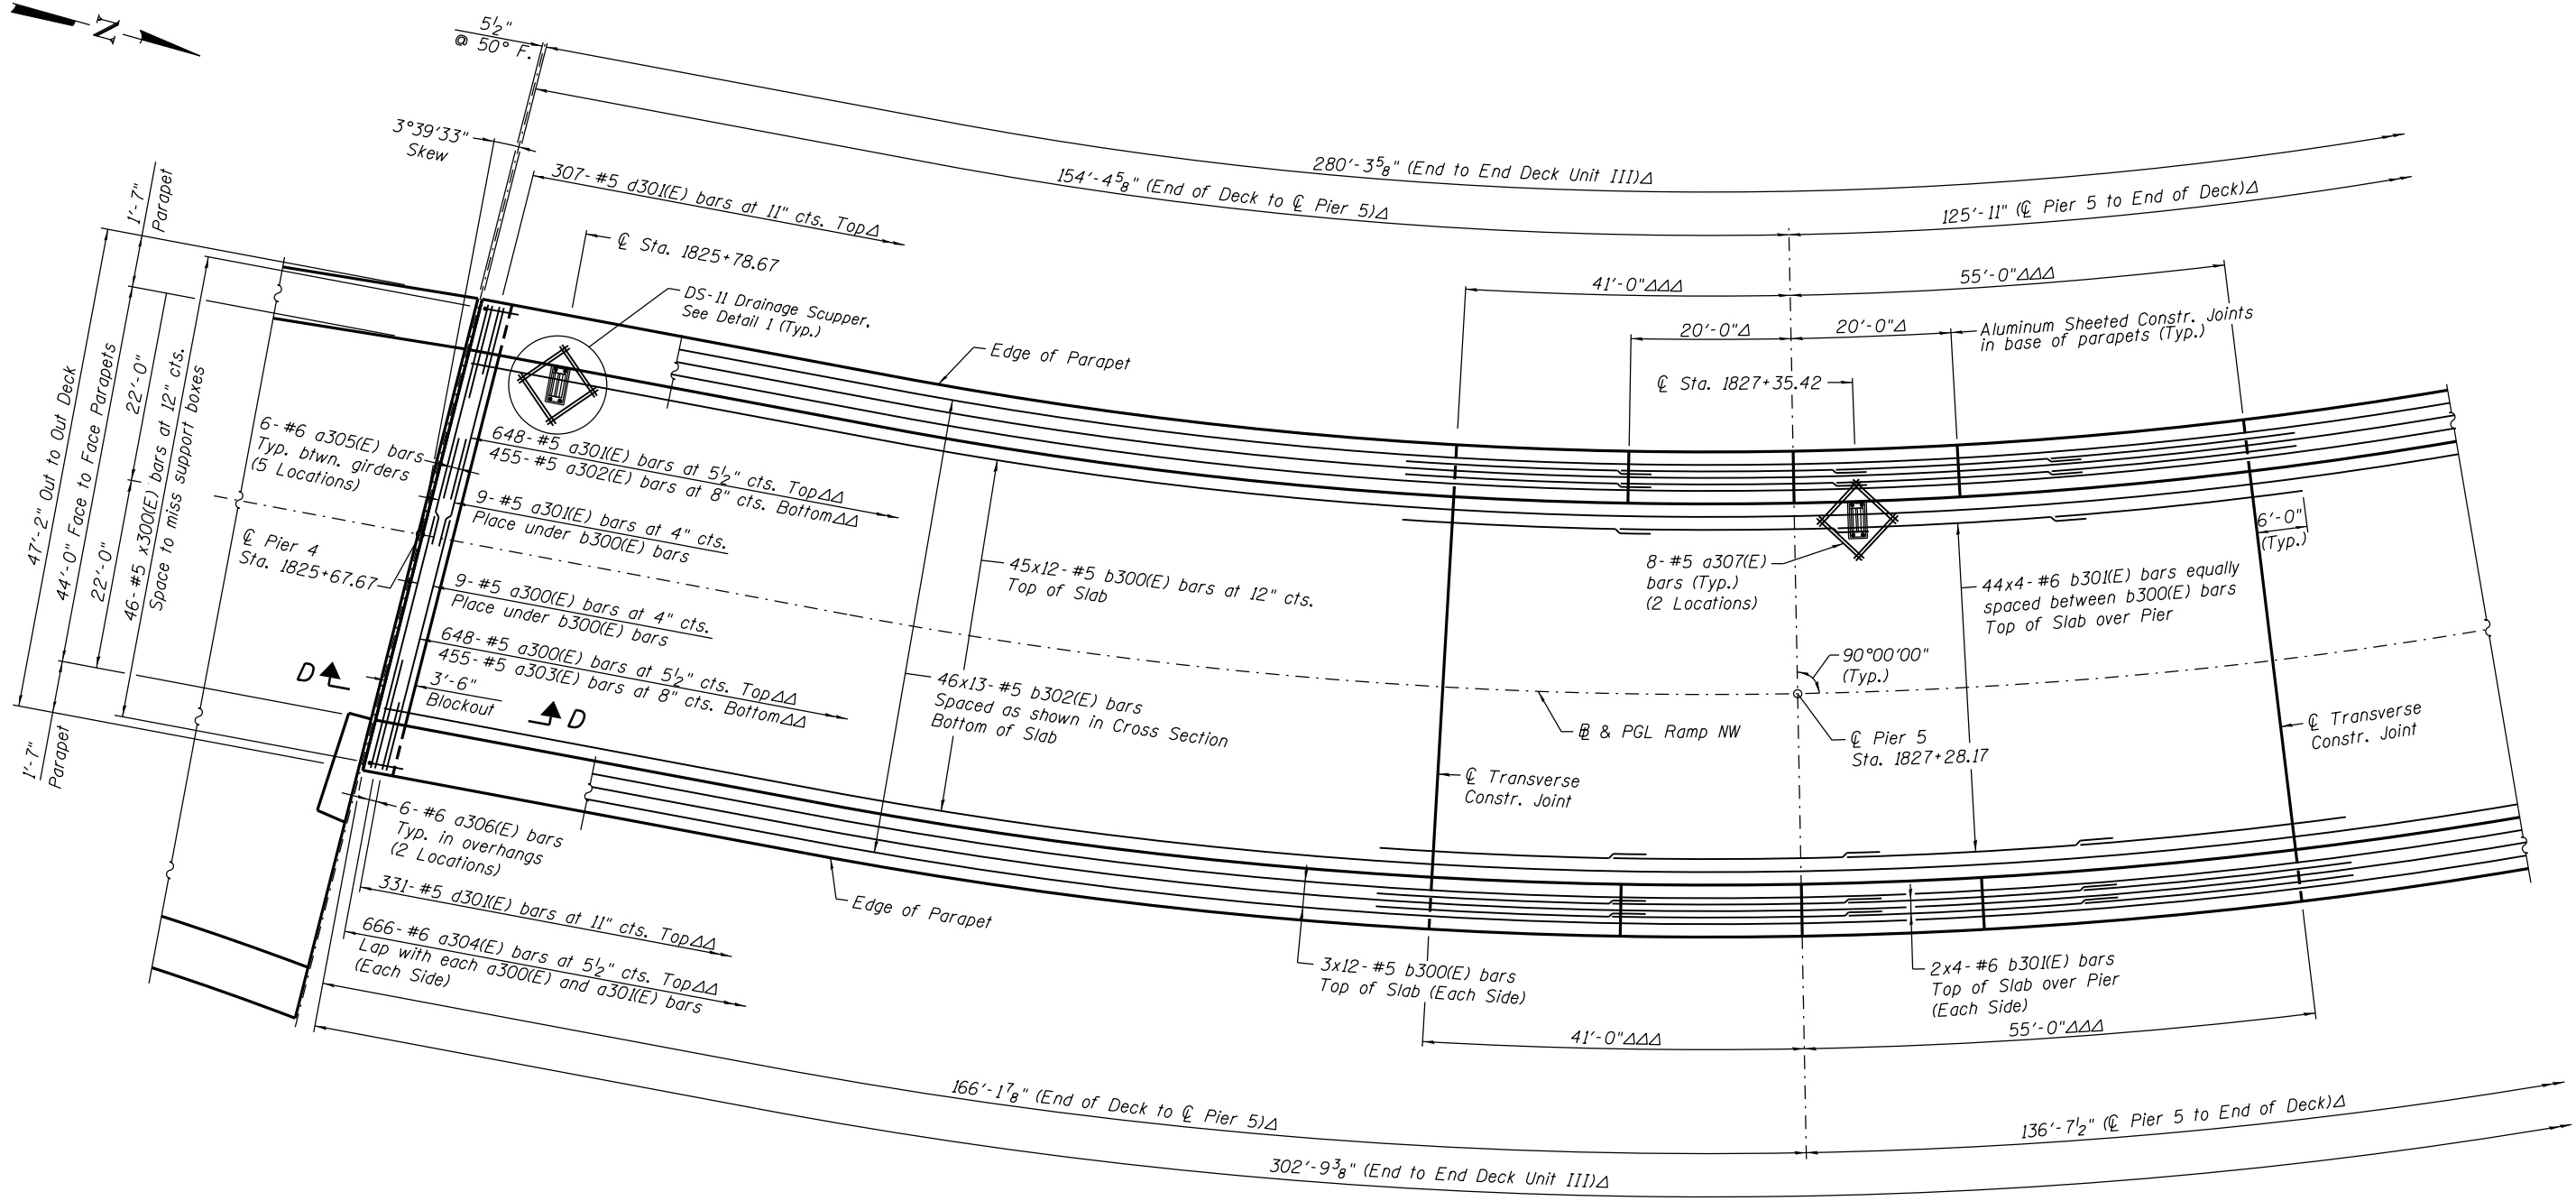 N
5½"
@ 50° F.
280'-3⅝" (End to End Deck Unit III)Δ
154'-4⅝" (End of Deck to ℄ Pier 5)Δ
125'-11" (℄ Pier 5 to End of Deck)Δ
3°39'33"
Skew
307-#5 d301(E) bars at 11" cts. TopΔ
℄ Sta. 1825+78.67
DS-11 Drainage Scupper.
See Detail 1 (Typ.)
1'-7"
Parapet
47'-2" Out to Out Deck
44'-0" Face to Face Parapets
22'-0"
22'-0"
46-#5 x300(E) bars at 12" cts.
Space to miss support boxes
1'-7"
Parapet
Edge of Parapet
41'-0"ΔΔΔ
55'-0"ΔΔΔ
20'-0"Δ
20'-0"Δ
Aluminum Sheeted Constr. Joints
in base of parapets (Typ.)
℄ Sta. 1827+35.42
6-#6 a305(E) bars
Typ. btwn. girders
(5 Locations)
648-#5 a301(E) bars at 5½" cts. TopΔΔ
455-#5 a302(E) bars at 8" cts. BottomΔΔ
9-#5 a301(E) bars at 4" cts.
Place under b300(E) bars
℄ Pier 4
Sta. 1825+67.67
9-#5 a300(E) bars at 4" cts.
Place under b300(E) bars
648-#5 a300(E) bars at 5½" cts. TopΔΔ
455-#5 a303(E) bars at 8" cts. BottomΔΔ
3'-6"
Blockout
D
D
45x12-#5 b300(E) bars at 12" cts.
Top of Slab
46x13-#5 b302(E) bars
Spaced as shown in Cross Section
Bottom of Slab
8-#5 a307(E)
bars (Typ.)
(2 Locations)
6'-0"
(Typ.)
44x4-#6 b301(E) bars equally
spaced between b300(E) bars
Top of Slab over Pier
90°00'00"
(Typ.)
B̲L & PGL Ramp NW
℄ Pier 5
Sta. 1827+28.17
℄ Transverse
Constr. Joint
℄ Transverse
Constr. Joint
6-#6 a306(E) bars
Typ. in overhangs
(2 Locations)
331-#5 d301(E) bars at 11" cts. TopΔΔ
666-#6 a304(E) bars at 5½" cts. TopΔΔ
Lap with each a300(E) and a301(E) bars
(Each Side)
Edge of Parapet
3x12-#5 b300(E) bars
Top of Slab (Each Side)
2x4-#6 b301(E) bars
Top of Slab over Pier
(Each Side)
41'-0"ΔΔΔ
55'-0"ΔΔΔ
166'-1⅞" (End of Deck to ℄ Pier 5)Δ
136'-7½" (℄ Pier 5 to End of Deck)Δ
302'-9⅜" (End to End Deck Unit III)Δ